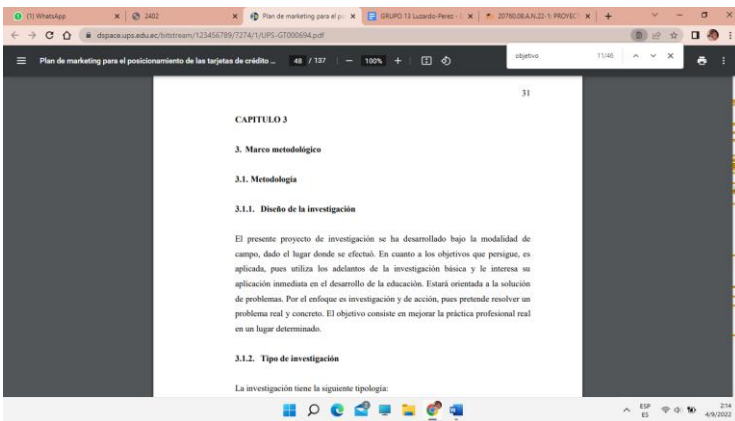 (1) WhatsApp
2402
Plan de marketing para el po
GRUPO 13 Luzardo-Perez -
20760.08.A.N.22-1: PROYEC
dspace.ups.edu.ec/bitstream/123456789/7274/1/UPS-GT000694.pdf
Plan de marketing para el posicionamiento de las tarjetas de crédito ...
48 / 137
100%
objetivo
11/46
31
CAPITULO 3
3. Marco metodológico
3.1. Metodología
3.1.1. Diseño de la investigación
El presente proyecto de investigación se ha desarrollado bajo la modalidad de
campo, dado el lugar donde se efectuó. En cuanto a los objetivos que persigue, es
aplicada, pues utiliza los adelantos de la investigación básica y le interesa su
aplicación inmediata en el desarrollo de la educación. Estará orientada a la solución
de problemas. Por el enfoque es investigación y de acción, pues pretende resolver un
problema real y concreto. El objetivo consiste en mejorar la práctica profesional real
en un lugar determinado.
3.1.2. Tipo de investigación
La investigación tiene la siguiente tipología:
ESP
ES
2:14
4/9/2022